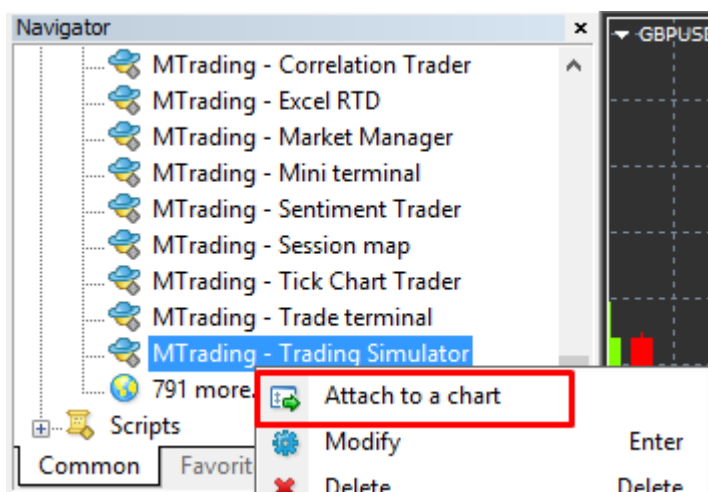 Navigator
GBPUSD
MTrading - Correlation Trader
MTrading - Excel RTD
MTrading - Market Manager
MTrading - Mini terminal
MTrading - Sentiment Trader
MTrading - Session map
MTrading - Tick Chart Trader
MTrading - Trade terminal
MTrading - Trading Simulator
791 more.
Attach to a chart
Scripts
Modify Enter
Common Favorit
Delete Delete